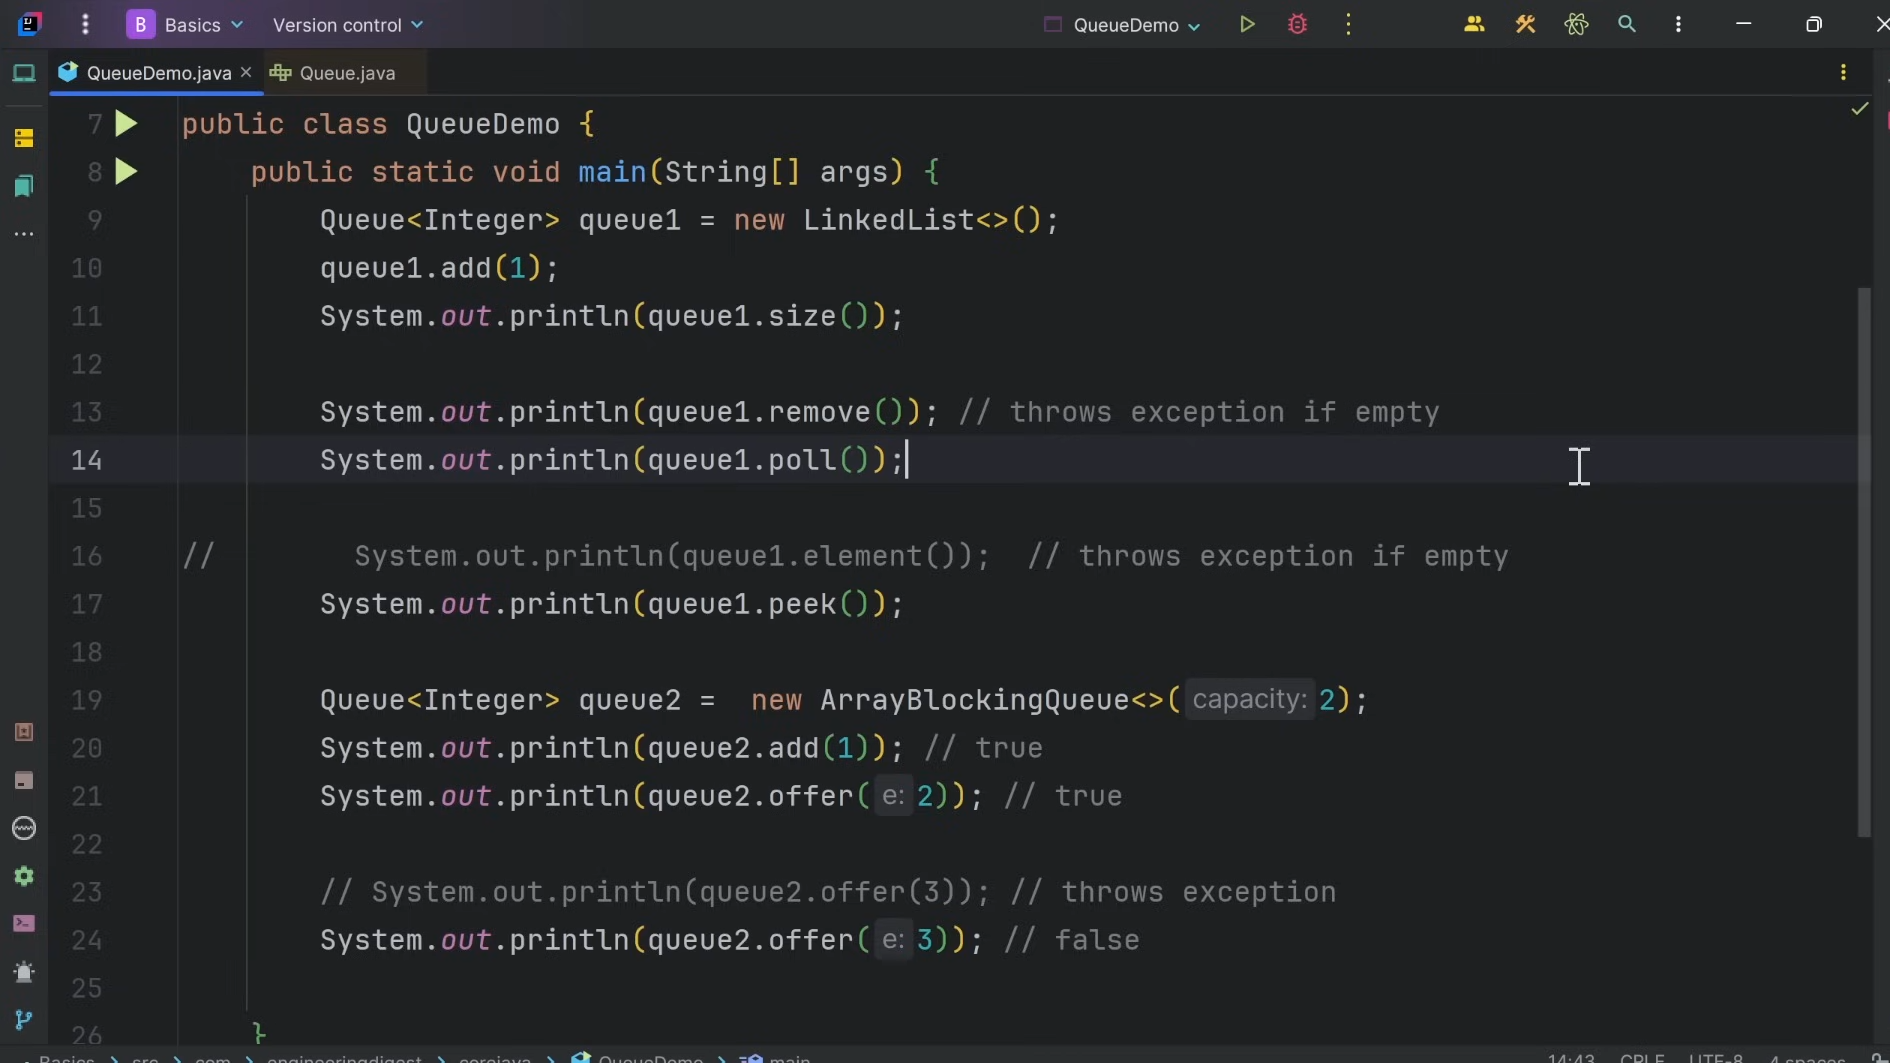 B Basics Version control QueueDemo
QueueDemo.java Queue.java
7 public class QueueDemo {
8 public static void main(String[] args) {
9 Queue<Integer> queue1 = new LinkedList<>();
10 queue1.add(1);
11 System.out.println(queue1.size());
12
13 System.out.println(queue1.remove()); // throws exception if empty
14 System.out.println(queue1.poll());
15
16 // System.out.println(queue1.element()); // throws exception if empty
17 System.out.println(queue1.peek());
18
19 Queue<Integer> queue2 = new ArrayBlockingQueue<>( capacity: 2);
20 System.out.println(queue2.add(1)); // true
21 System.out.println(queue2.offer( e: 2)); // true
22
23 // System.out.println(queue2.offer(3)); // throws exception
24 System.out.println(queue2.offer( e: 3)); // false
25
26 }
Basics > src > com > engineeringdigest > corejava > QueueDemo > main 14:43 CRLF UTF-8 4 spaces